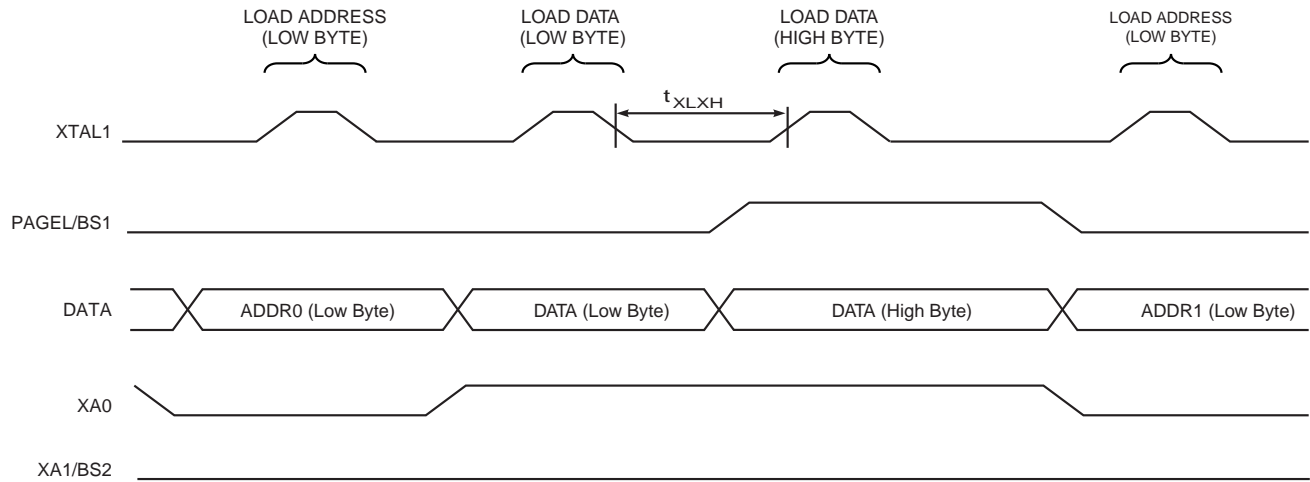 LOAD ADDRESS
(LOW BYTE)
LOAD DATA
(LOW BYTE)
LOAD DATA
(HIGH BYTE)
LOAD ADDRESS
(LOW BYTE)
tXLXH
XTAL1
PAGEL/BS1
DATA
ADDR0 (Low Byte)
DATA (Low Byte)
DATA (High Byte)
ADDR1 (Low Byte)
XA0
XA1/BS2